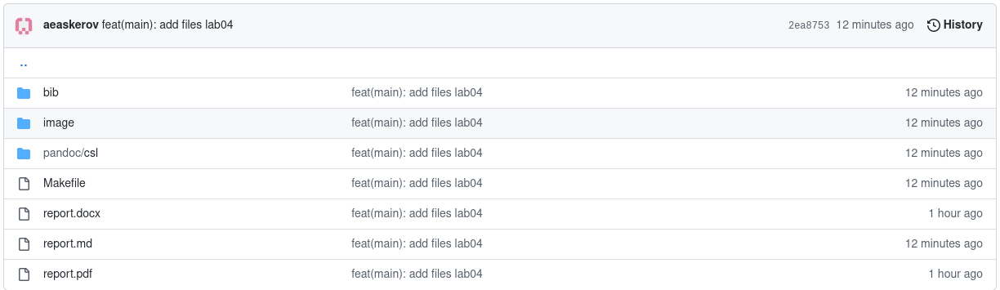 aeaskerov feat(main): add files lab04 2ea8753 12 minutes ago History
..
bib feat(main): add files lab04 12 minutes ago
image feat(main): add files lab04 12 minutes ago
pandoc/csl feat(main): add files lab04 12 minutes ago
Makefile feat(main): add files lab04 12 minutes ago
report.docx feat(main): add files lab04 1 hour ago
report.md feat(main): add files lab04 12 minutes ago
report.pdf feat(main): add files lab04 1 hour ago